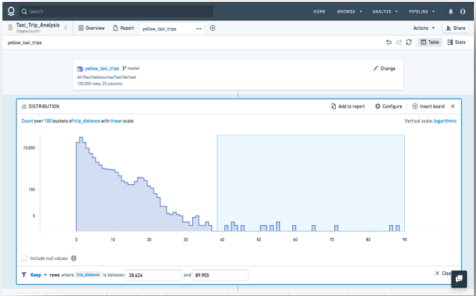 Search
HOME BROWSE ANALYZE PIPELINE
Taxi_Trip_Analysis
Overview Report yellow_taxi_trips ...
Actions Share
yellow_taxi_trips
Table Stats
yellow_taxi_trips master
Change
100,000 rows, 22 columns
DISTRIBUTION
Add to report Configure Insert board
Count over 100 buckets of trip_distance with linear scale
Vertical scale: logarithmic
10,000
100
5
0 10 20 30 40 50 60 70 80 90
Include null values
Keep rows where trip_distance is between 38.624 and 89.905